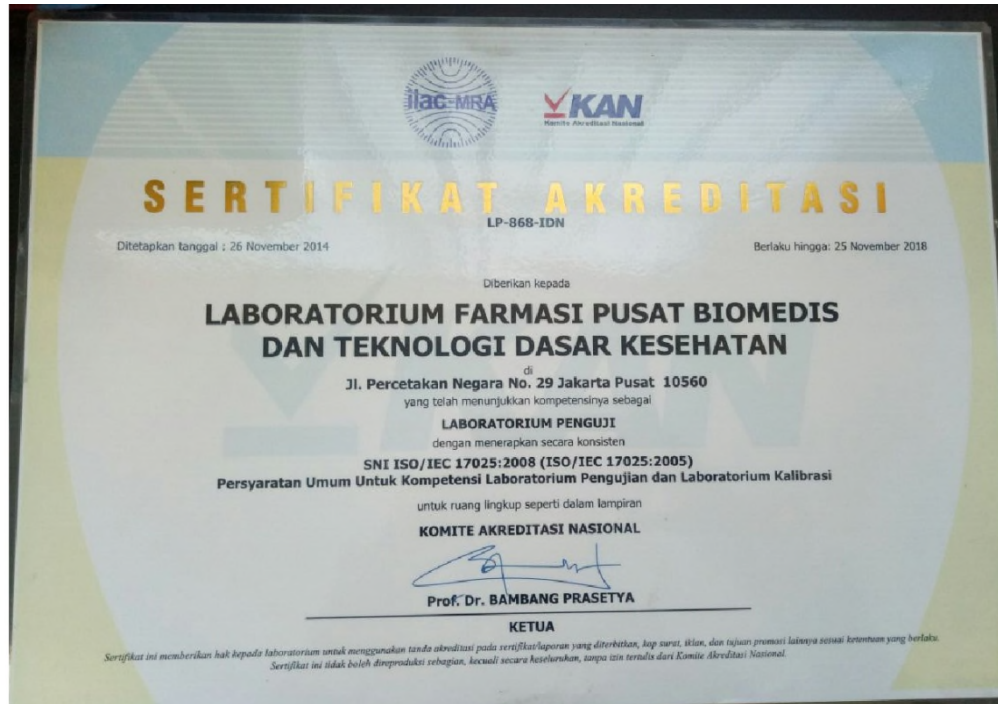 ilac-MRA
KAN
Komite Akreditasi Nasional
SERTIFIKAT AKREDITASI
LP-868-IDN
Ditetapkan tanggal : 26 November 2014
Berlaku hingga: 25 November 2018
Diberikan kepada
LABORATORIUM FARMASI PUSAT BIOMEDIS
DAN TEKNOLOGI DASAR KESEHATAN
di
Jl. Percetakan Negara No. 29 Jakarta Pusat 10560
yang telah menunjukkan kompetensinya sebagai
LABORATORIUM PENGUJI
dengan menerapkan secara konsisten
SNI ISO/IEC 17025:2008 (ISO/IEC 17025:2005)
Persyaratan Umum Untuk Kompetensi Laboratorium Pengujian dan Laboratorium Kalibrasi
untuk ruang lingkup seperti dalam lampiran
KOMITE AKREDITASI NASIONAL
Prof. Dr. BAMBANG PRASETYA
KETUA
Sertifikat ini memberikan hak kepada laboratorium untuk menggunakan tanda akreditasi pada sertifikat/laporan yang diterbitkan, kop surat, iklan, dan tujuan promosi lainnya sesuai ketentuan yang berlaku.
Sertifikat ini tidak boleh direproduksi sebagian, kecuali secara keseluruhan, tanpa izin tertulis dari Komite Akreditasi Nasional.